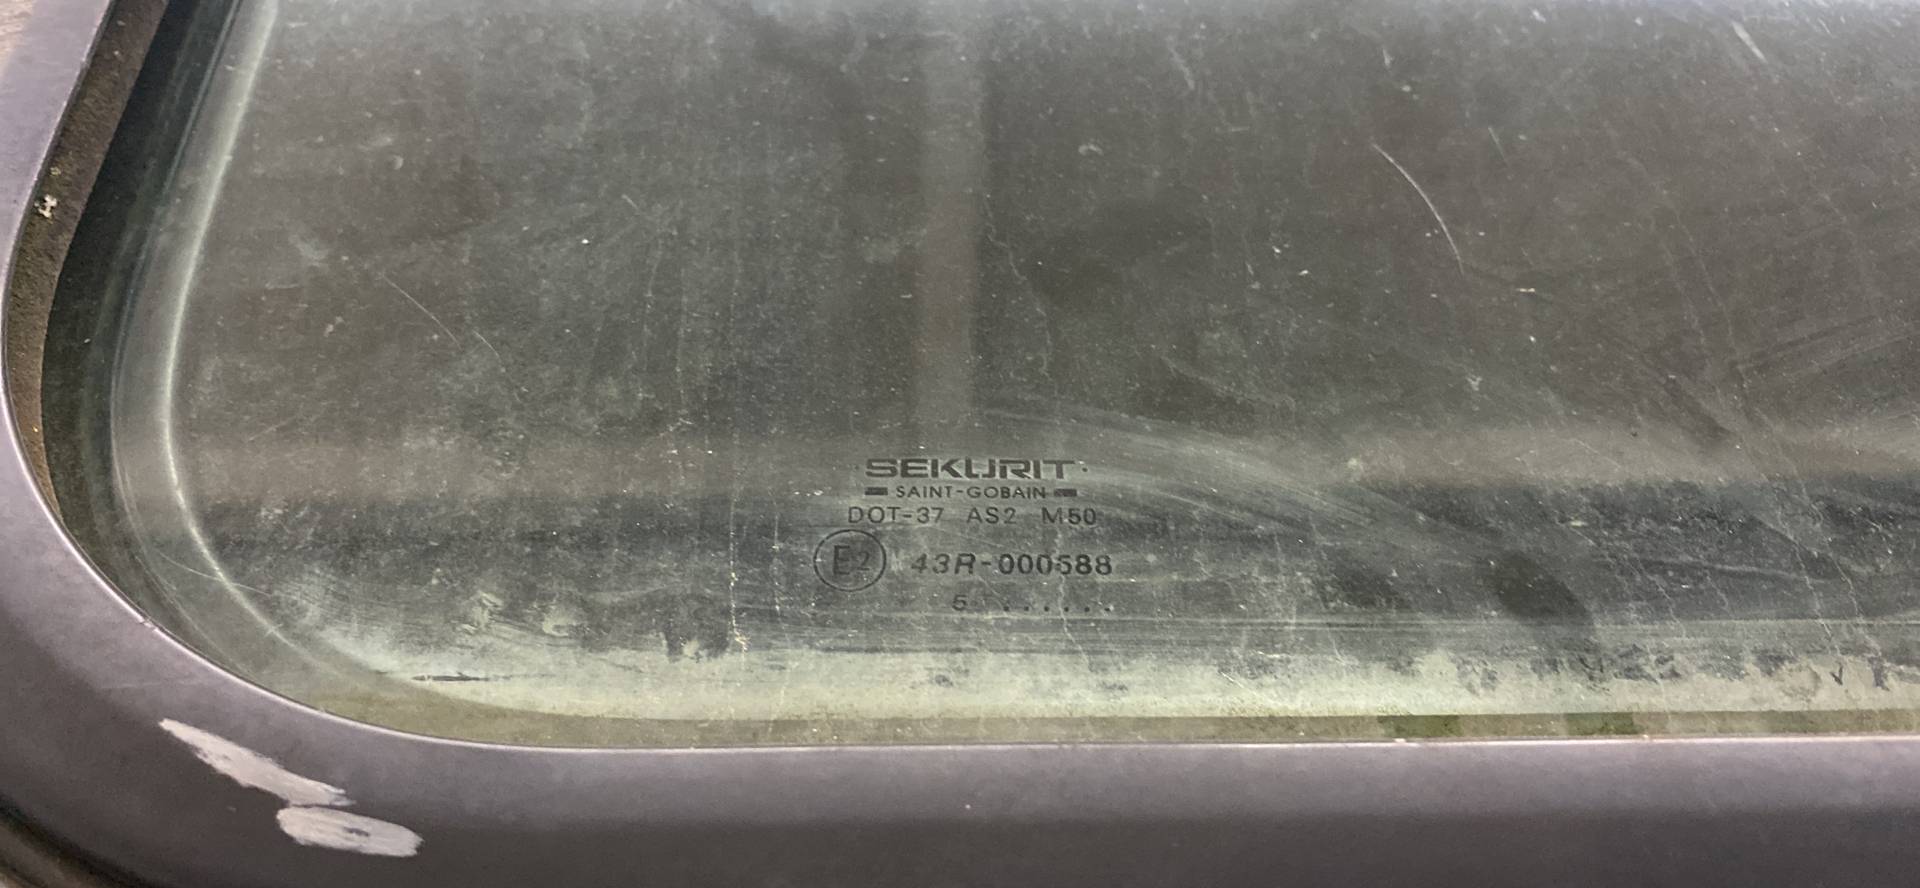 SEKURIT
SAINT-GOBAIN
DOT-37 AS2 M50
E2 43R-000588
5 ......